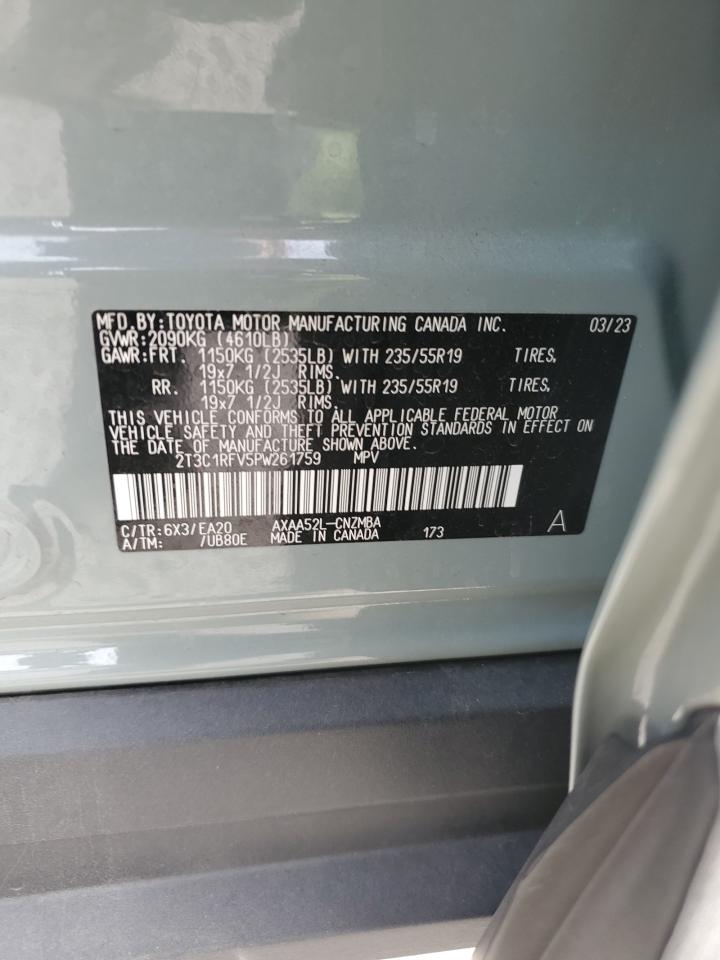 MFD.BY:TOYOTA MOTOR MANUFACTURING CANADA INC. 03/23
GVWR:2090KG (4610LB)
GAWR:FRT. 1150KG (2535LB) WITH 235/55R19 TIRES,
19x7 1/2J RIMS.
RR. 1150KG (2535LB) WITH 235/55R19 TIRES,
19x7 1/2J RIMS.
THIS VEHICLE CONFORMS TO ALL APPLICABLE FEDERAL MOTOR
VEHICLE SAFETY AND THEFT PREVENTION STANDARDS IN EFFECT ON
THE DATE OF MANUFACTURE SHOWN ABOVE.
2T3C1RFV5PW261759 MPV
C/TR:6X3/EA20 AXAA52L-CNZMBA A
A/TM: /UB80E MADE IN CANADA 173